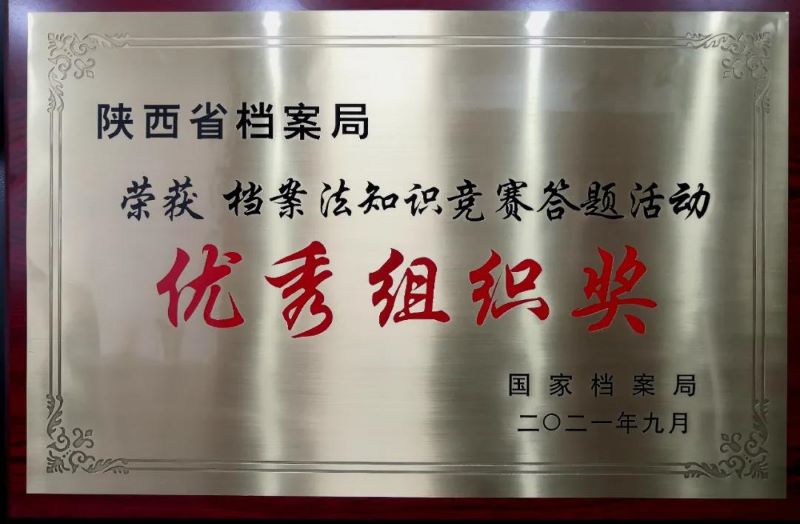 陕西省档案局
荣获 档案法知识竞赛答题活动
优秀组织奖
国家档案局
二〇二一年九月